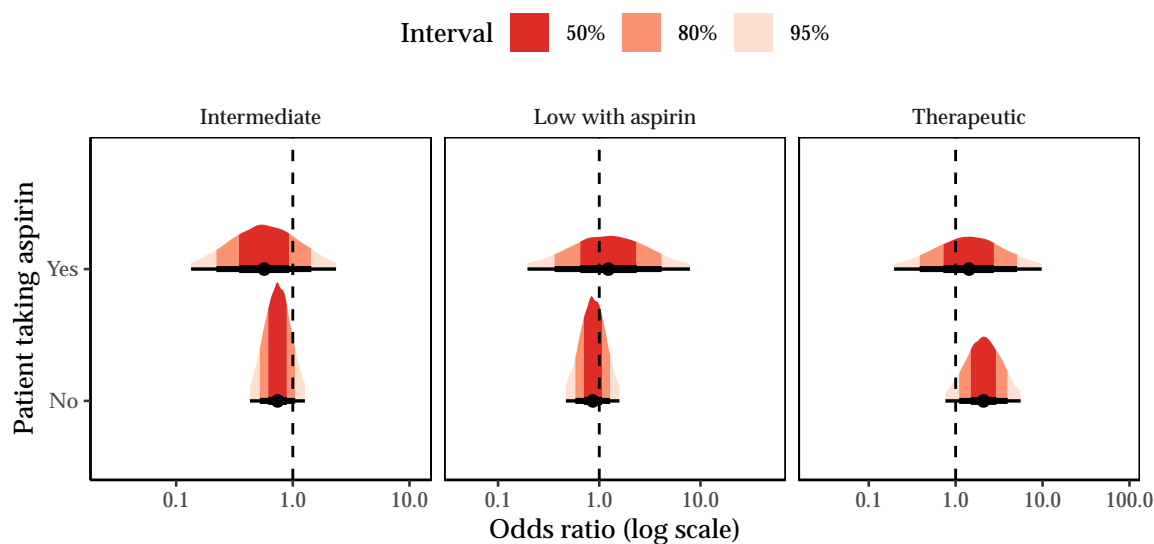 Interval 50% 80% 95%
Intermediate Low with aspirin Therapeutic
Patient taking aspirin
Yes
No
0.1 1.0 10.0 0.1 1.0 10.0 0.1 1.0 10.0 100.0
Odds ratio (log scale)